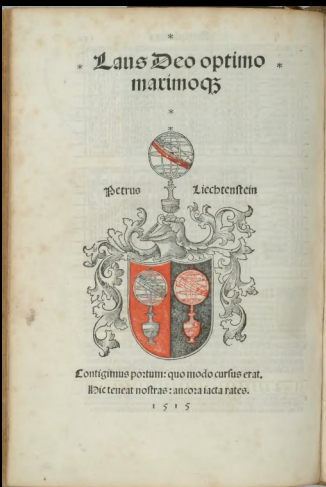 Laus Deo optimo
maximoqꝫ
Petrus Liechtenstein
Contigimus portum: quo modo cursus erat.
Hic teneat nostras: ancora iacta rates.
1515